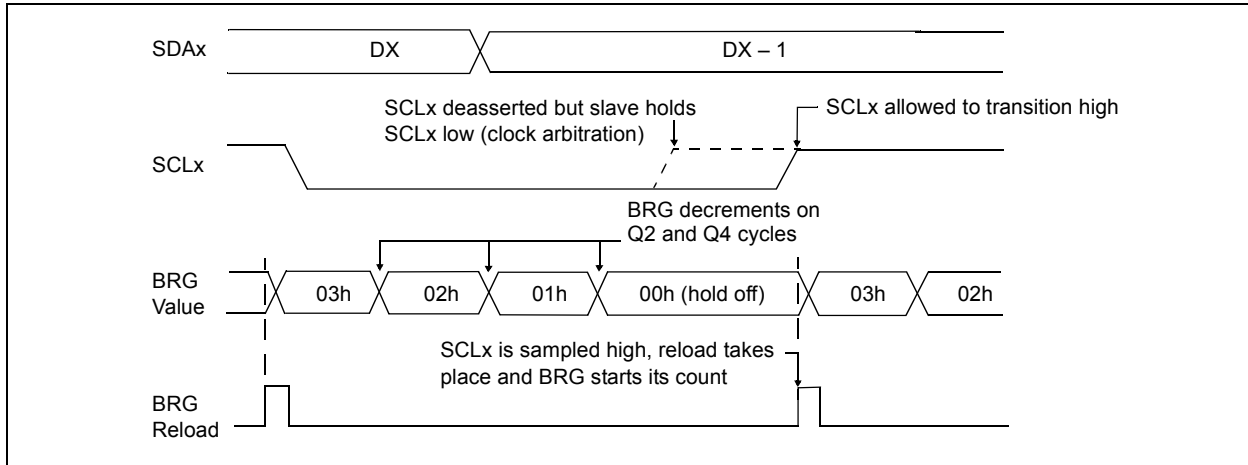 SDAx
DX
DX – 1
SCLx deasserted but slave holds
SCLx low (clock arbitration)
SCLx allowed to transition high
SCLx
BRG decrements on
Q2 and Q4 cycles
BRG
Value
03h
02h
01h
00h (hold off)
03h
02h
SCLx is sampled high, reload takes
place and BRG starts its count
BRG
Reload